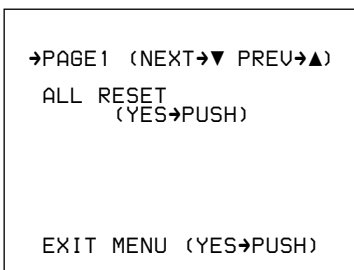 ➔PAGE1 (NEXT➔▼ PREV➔▲)
ALL RESET
(YES➔PUSH)
EXIT MENU (YES➔PUSH)